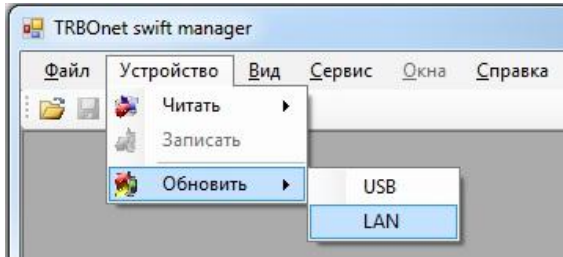 TRBOnet swift manager
Файл Устройство Вид Сервис Окна Справка
Читать
Записать
Обновить
USB
LAN